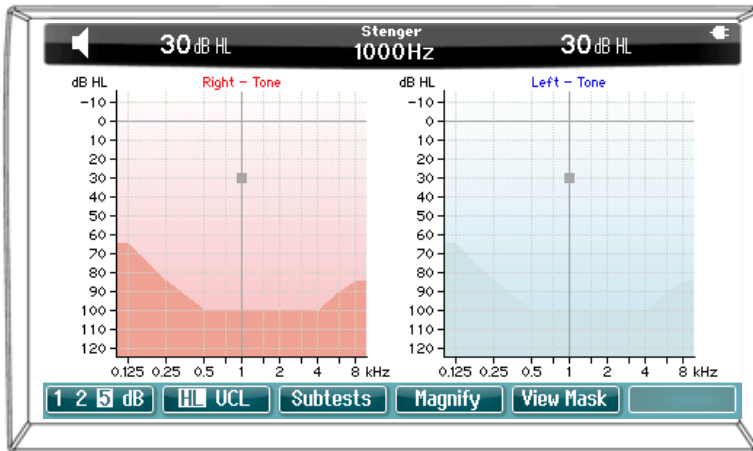 Stenger
30 dB HL 1000Hz 30 dB HL
dB HL Right - Tone dB HL Left - Tone
-10 -10
0 0
10 10
20 20
30 30
40 40
50 50
60 60
70 70
80 80
90 90
100 100
110 110
120 120
0.125 0.25 0.5 1 2 4 8 kHz 0.125 0.25 0.5 1 2 4 8 kHz
1 2 5 dB HL UCL Subtests Magnify View Mask